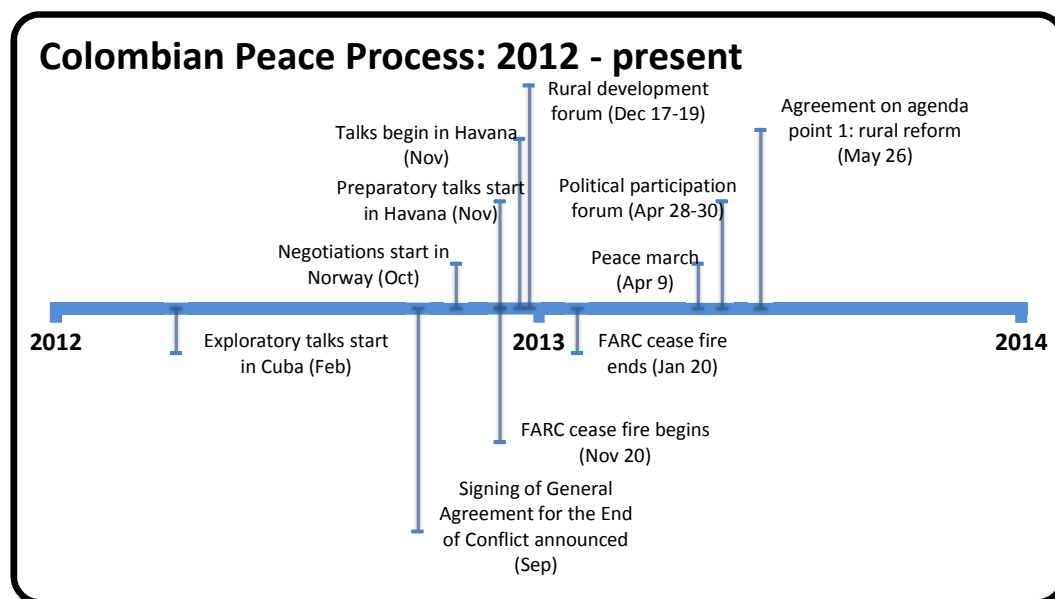 Colombian Peace Process: 2012 - present
Rural development
forum (Dec 17-19)
Agreement on agenda
point 1: rural reform
(May 26)
Talks begin in Havana
(Nov)
Preparatory talks start
in Havana (Nov)
Political participation
forum (Apr 28-30)
Negotiations start in
Norway (Oct)
Peace march
(Apr 9)
2012
2013
2014
Exploratory talks start
in Cuba (Feb)
FARC cease fire
ends (Jan 20)
FARC cease fire begins
(Nov 20)
Signing of General
Agreement for the End
of Conflict announced
(Sep)